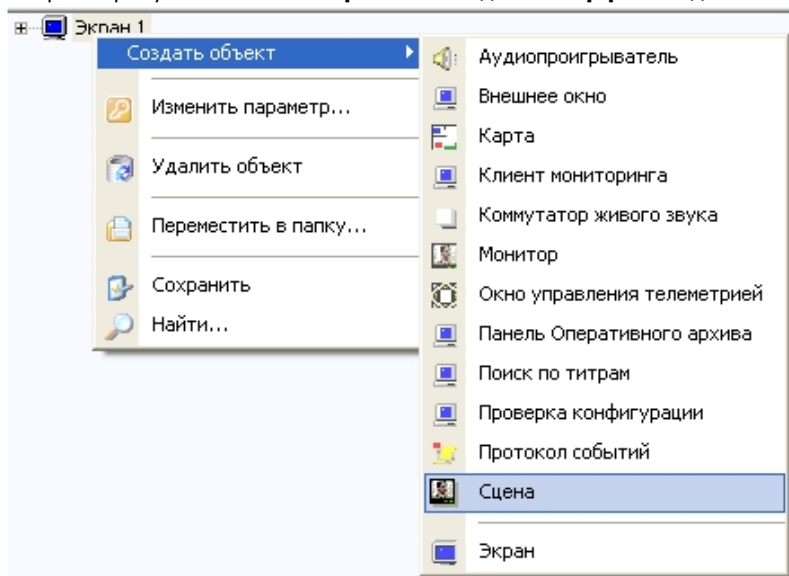 Экран 1
Создать объект
Изменить параметр...
Удалить объект
Переместить в папку...
Сохранить
Найти...
Аудиопроигрыватель
Внешнее окно
Карта
Клиент мониторинга
Коммутатор живого звука
Монитор
Окно управления телеметрией
Панель Оперативного архива
Поиск по титрам
Проверка конфигурации
Протокол событий
Сцена
Экран